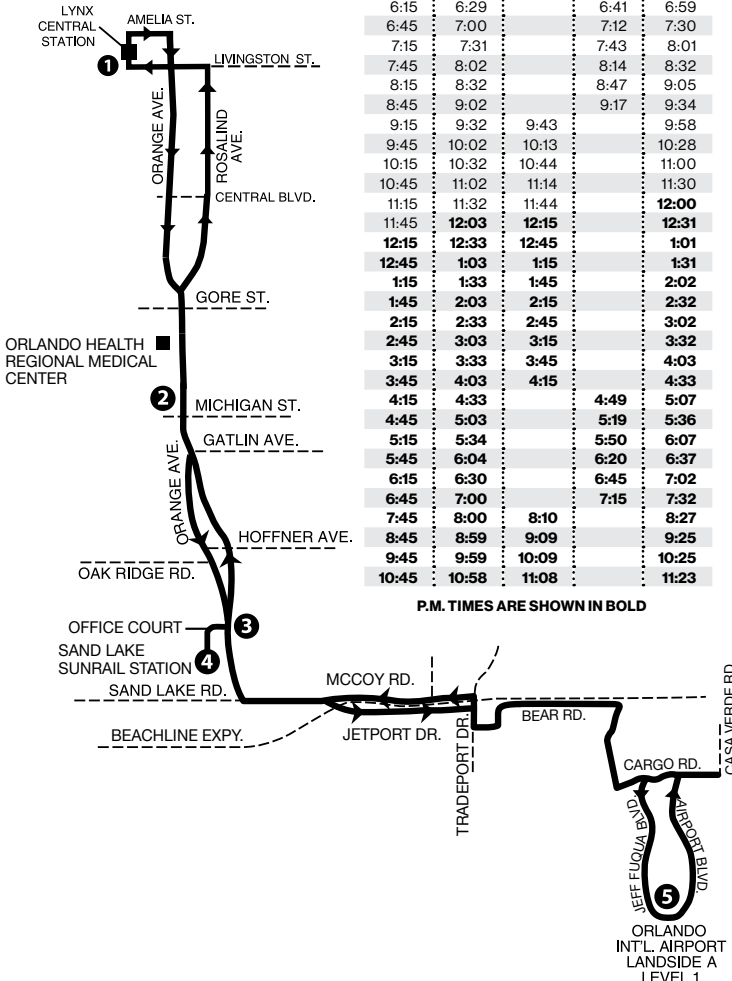 LYNX
CENTRAL
STATION
AMELIA ST.
1
LIVINGSTON ST.
ORANGE AVE.
ROSALIND
AVE.
CENTRAL BLVD.
GORE ST.
ORLANDO HEALTH
REGIONAL MEDICAL
CENTER
2
MICHIGAN ST.
GATLIN AVE.
ORANGE AVE.
HOFFNER AVE.
OAK RIDGE RD.
OFFICE COURT
3
SAND LAKE
SUNRAIL STATION
4
SAND LAKE RD.
MCCOY RD.
BEACHLINE EXPY.
JETPORT DR.
TRADEPORT DR.
BEAR RD.
CASA VERDE RD.
CARGO RD.
JEFF FUQUA BLVD.
AIRPORT BLVD.
5
ORLANDO
INT'L. AIRPORT
LANDSIDE A
LEVEL 1
6:15 6:29 6:41 6:59
6:45 7:00 7:12 7:30
7:15 7:31 7:43 8:01
7:45 8:02 8:14 8:32
8:15 8:32 8:47 9:05
8:45 9:02 9:17 9:34
9:15 9:32 9:43 9:58
9:45 10:02 10:13 10:28
10:15 10:32 10:44 11:00
10:45 11:02 11:14 11:30
11:15 11:32 11:44 12:00
11:45 12:03 12:15 12:31
12:15 12:33 12:45 1:01
12:45 1:03 1:15 1:31
1:15 1:33 1:45 2:02
1:45 2:03 2:15 2:32
2:15 2:33 2:45 3:02
2:45 3:03 3:15 3:32
3:15 3:33 3:45 4:03
3:45 4:03 4:15 4:33
4:15 4:33 4:49 5:07
4:45 5:03 5:19 5:36
5:15 5:34 5:50 6:07
5:45 6:04 6:20 6:37
6:15 6:30 6:45 7:02
6:45 7:00 7:15 7:32
7:45 8:00 8:10 8:27
8:45 8:59 9:09 9:25
9:45 9:59 10:09 10:25
10:45 10:58 11:08 11:23
P.M. TIMES ARE SHOWN IN BOLD